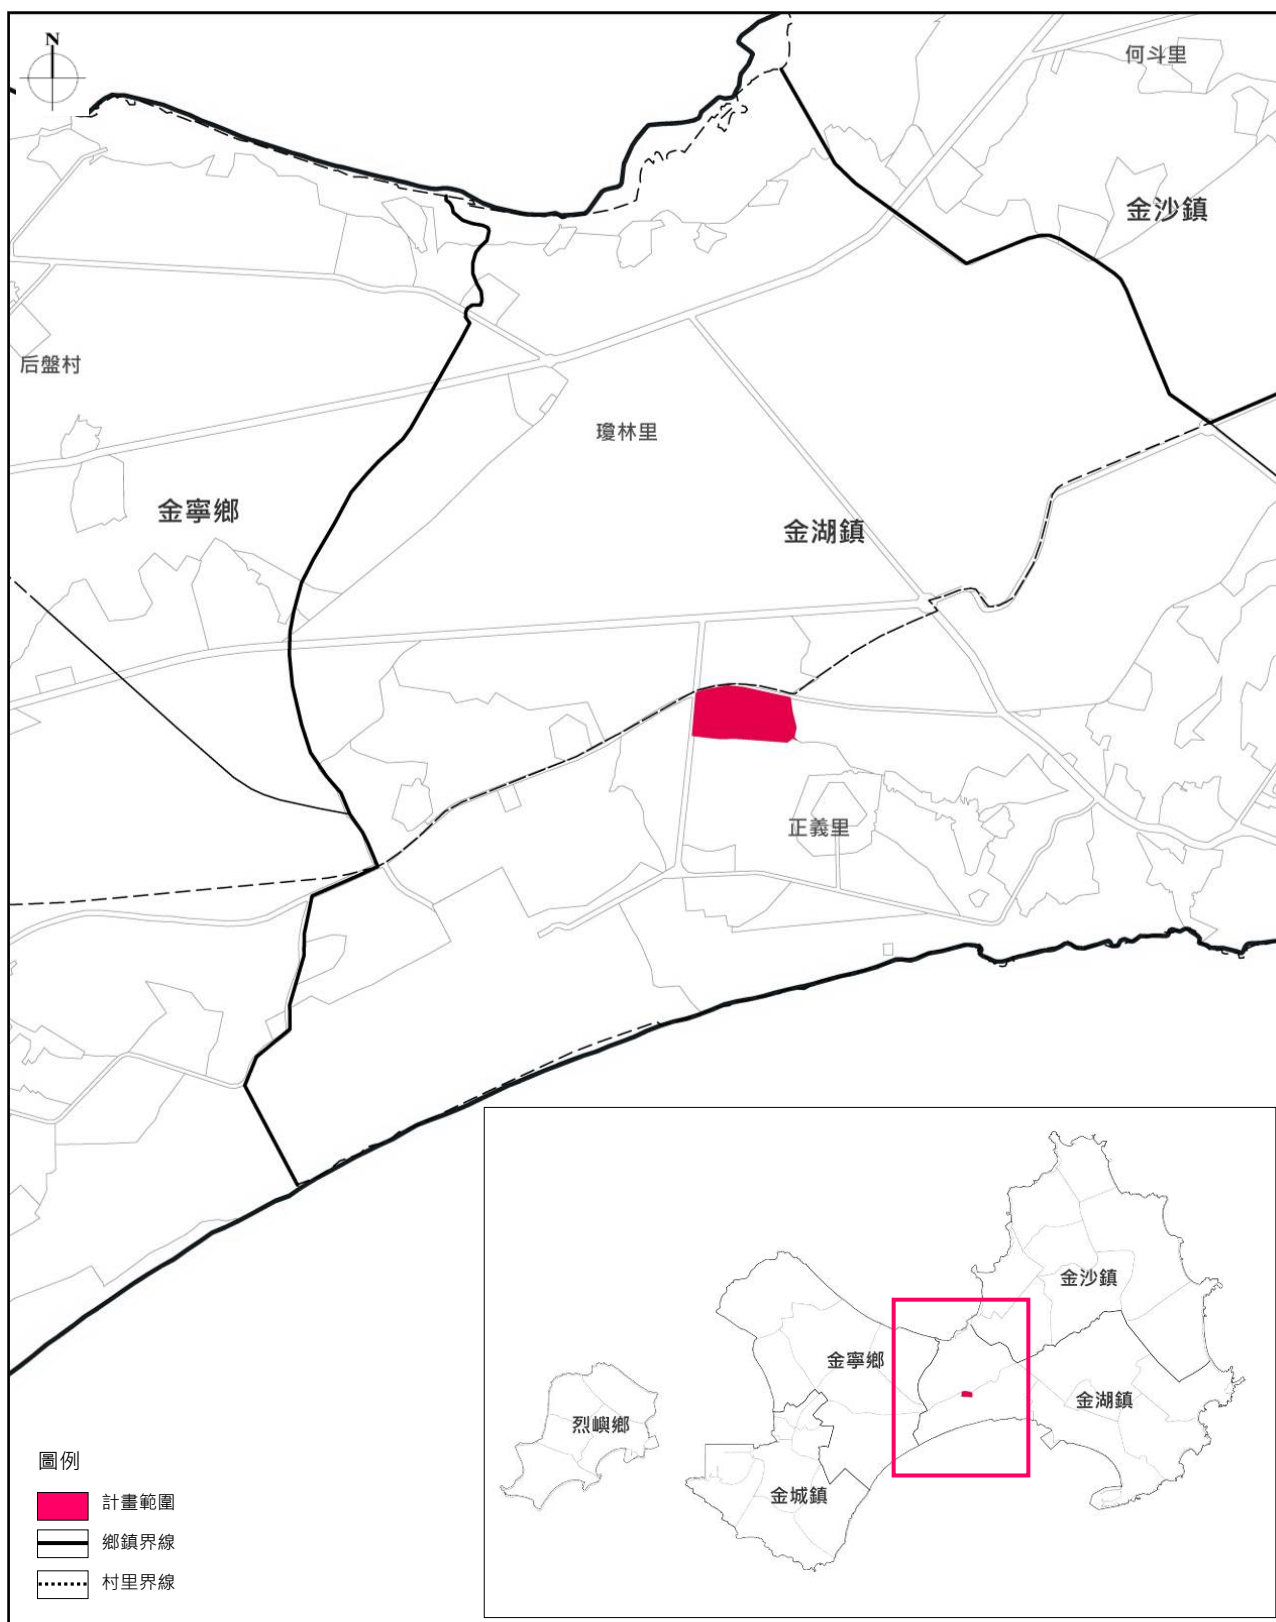 N
何斗里
金沙鎮
后盤村
瓊林里
金寧鄉
金湖鎮
正義里
金沙鎮
金寧鄉
金湖鎮
烈嶼鄉
金城鎮
圖例
計畫範圍
鄉鎮界線
村里界線